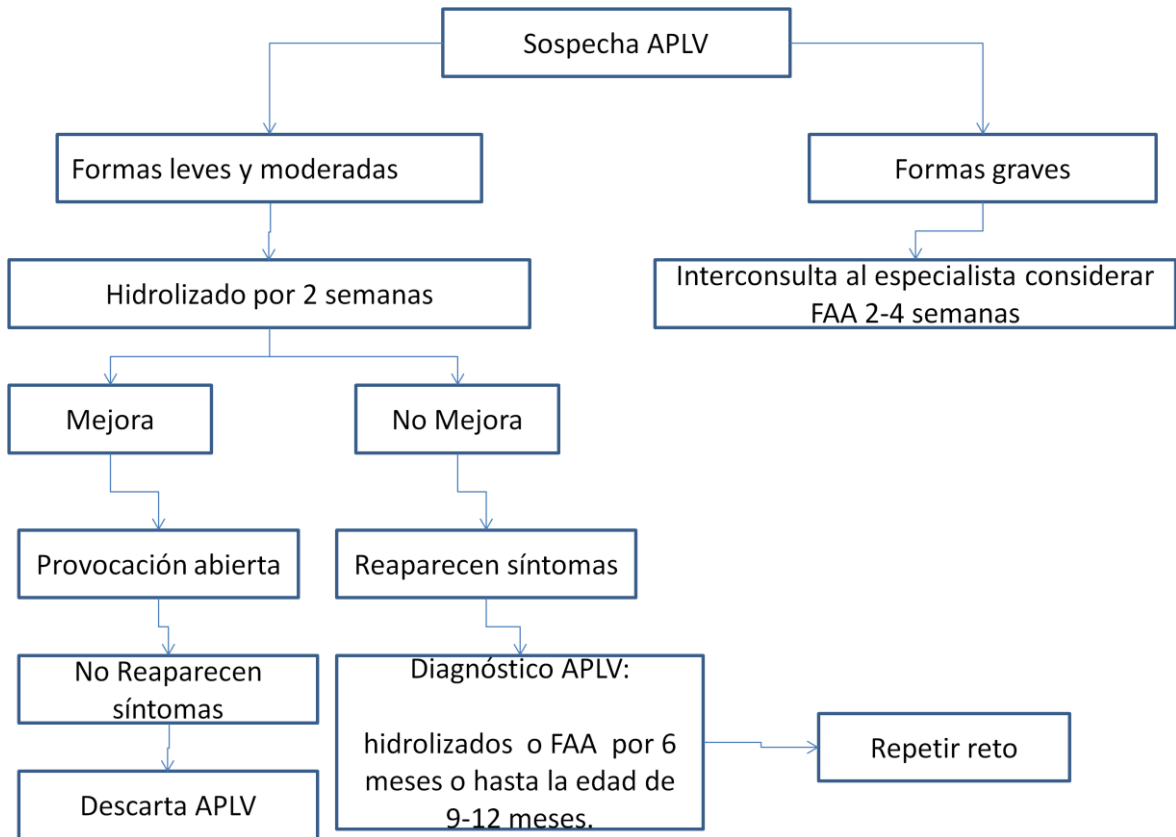 Sospecha APLV
Formas leves y moderadas
Formas graves
Hidrolizado por 2 semanas
Interconsulta al especialista considerar
FAA 2-4 semanas
Mejora
No Mejora
Provocación abierta
Reaparecen síntomas
No Reaparecen
síntomas
Diagnóstico APLV:
hidrolizados o FAA por 6
meses o hasta la edad de
9-12 meses.
Repetir reto
Descarta APLV